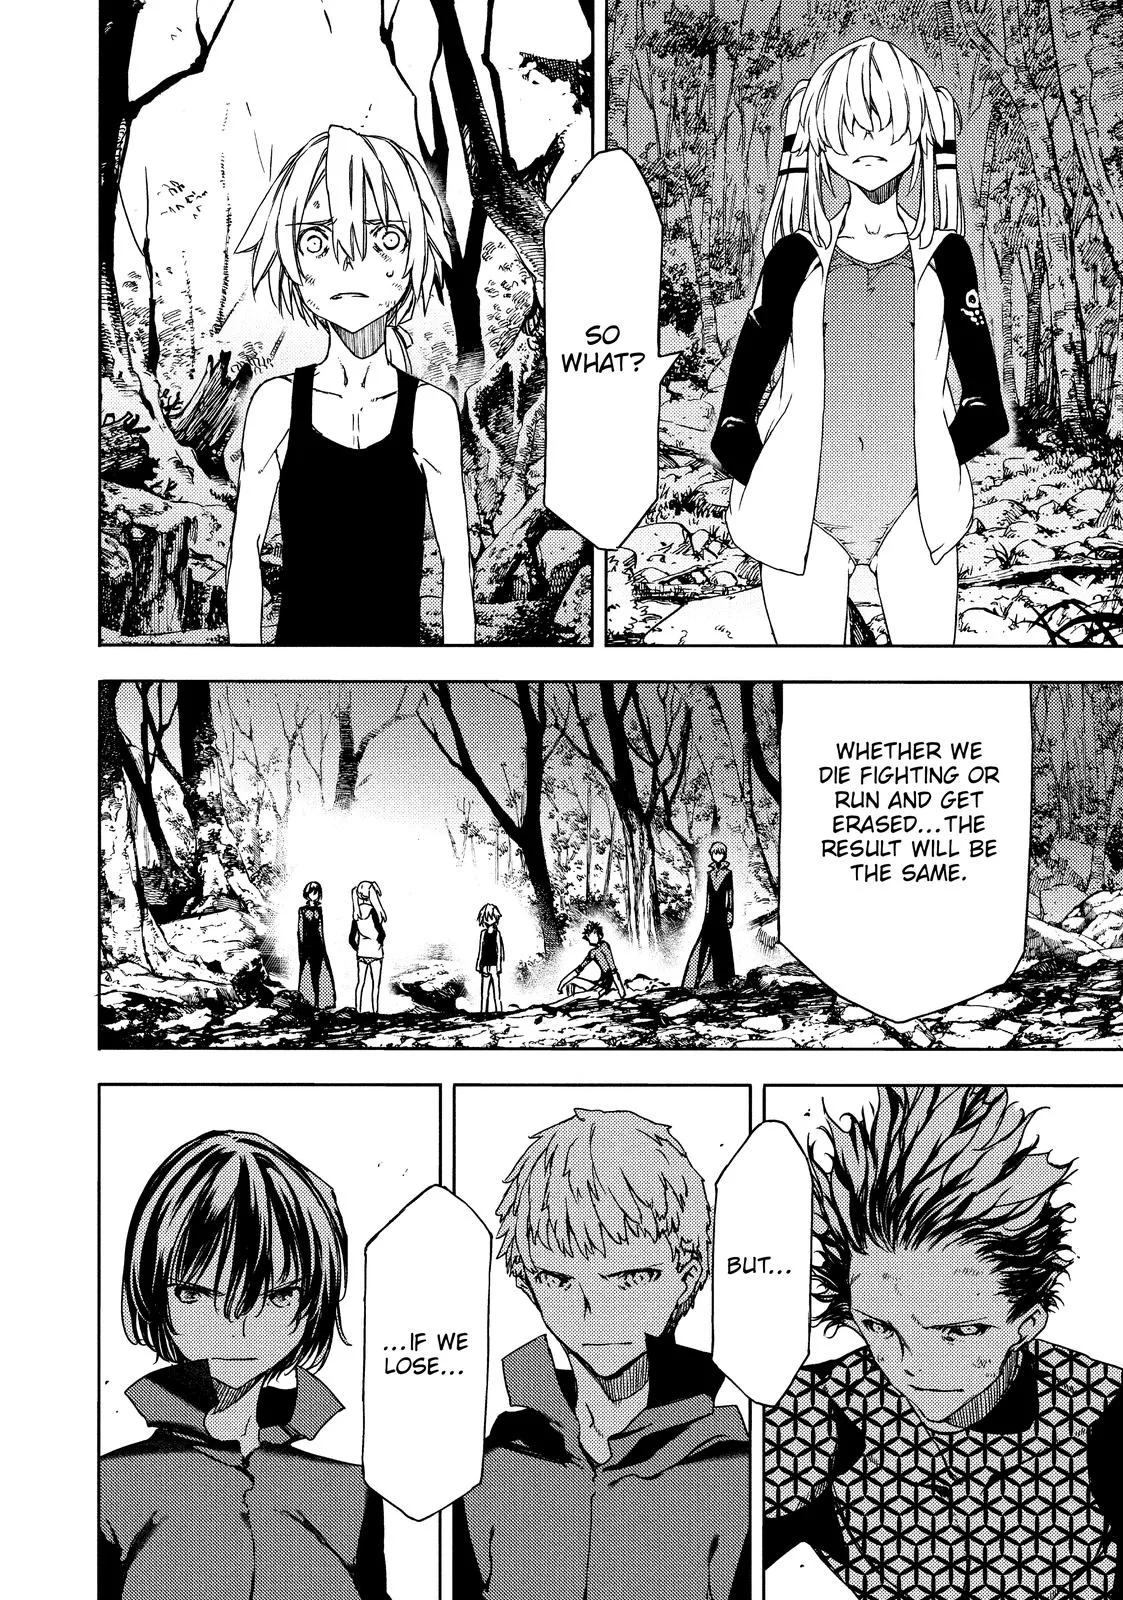 SO
WHAT?
WHETHER WE
DIE FIGHTING OR
RUN AND GET
ERASED...THE
RESULT WILL BE
THE SAME.
BUT...
...IF WE
LOSE...